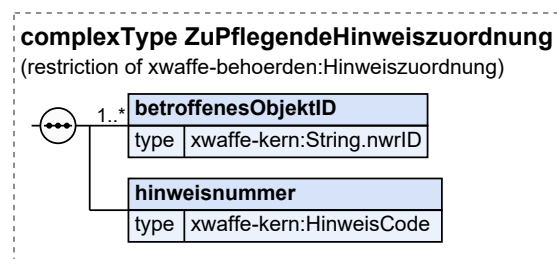 complexType ZuPflegendeHinweiszuordnung
(restriction of xwaffe-behoerden:Hinweiszuordnung)
1..* betroffenesObjektID
type xwaffe-kern:String.nwrID
hinweisnummer
type xwaffe-kern:HinweisCode